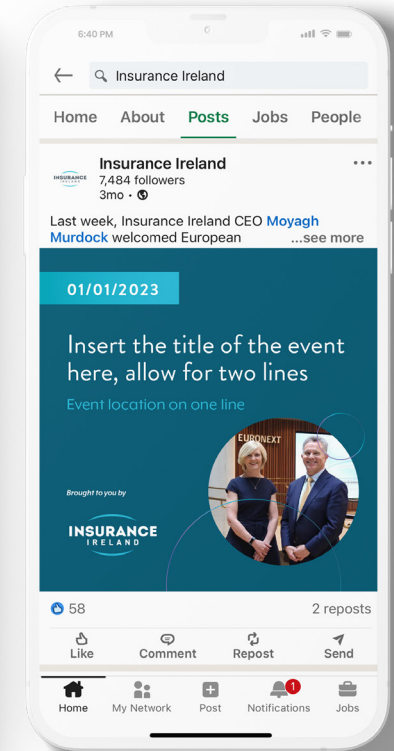 6:40 PM
Insurance Ireland
Home About Posts Jobs People
INSURANCE
IRELAND
Insurance Ireland
7,484 followers
3mo •
Last week, Insurance Ireland CEO Moyagh
Murdock welcomed European ...see more
01/01/2023
Insert the title of the event
here, allow for two lines
Event location on one line
EURONEXT
Brought to you by
INSURANCE
IRELAND
58 2 reposts
Like Comment Repost Send
1
Home My Network Post Notifications Jobs